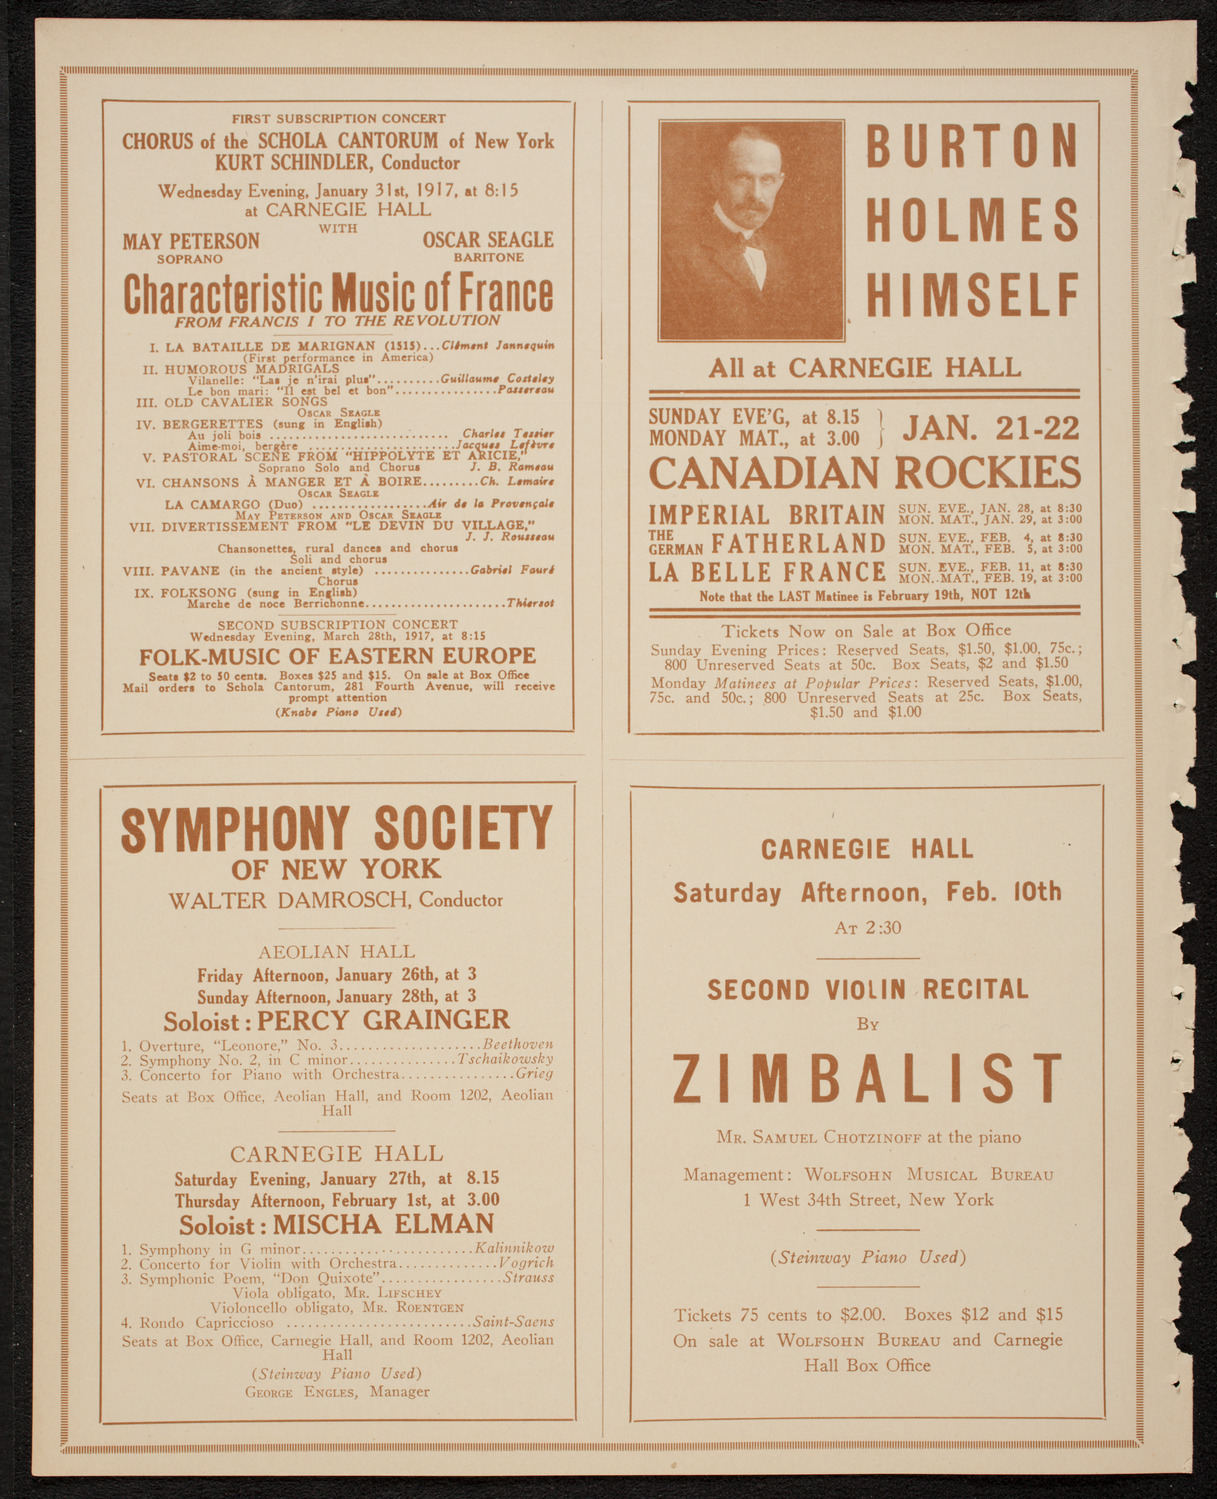 FIRST SUBSCRIPTION CONCERT
CHORUS of the SCHOLA CANTORUM of New York
KURT SCHINDLER, Conductor
Wednesday Evening, January 31st, 1917, at 8:15
at CARNEGIE HALL
WITH
MAY PETERSON OSCAR SEAGLE
SOPRANO BARITONE
Characteristic Music of France
FROM FRANCIS I TO THE REVOLUTION
I. LA BATAILLE DE MARIGNAN (1515)...Clément Jannequin
(First performance in America)
II. HUMOROUS MADRIGALS
Vilanelle: "Las je n'irai plus"..........Guillaume Costeley
Le bon mari: "Il est bel et bon"................Passereau
III. OLD CAVALIER SONGS
OSCAR SEAGLE
IV. BERGERETTES (sung in English)
Au joli bois ............................ Charles Tessier
Aime-moi, bergère .......................Jacques Lefèvre
V. PASTORAL SCENE FROM "HIPPOLYTE ET ARICIE,"
Soprano Solo and Chorus J. B. Rameau
VI. CHANSONS À MANGER ET À BOIRE.........Ch. Lemaire
OSCAR SEAGLE
LA CAMARGO (Duo) ..................Air de la Provençale
MAY PETERSON AND OSCAR SEAGLE
VII. DIVERTISSEMENT FROM "LE DEVIN DU VILLAGE,"
J. J. Rousseau
Chansonettes, rural dances and chorus
Soli and chorus
VIII. PAVANE (in the ancient style) ...............Gabriel Fauré
Chorus
IX. FOLKSONG (sung in English)
Marche de noce Berrichonne......................Thiersot
SECOND SUBSCRIPTION CONCERT
Wednesday Evening, March 28th, 1917, at 8:15
FOLK-MUSIC OF EASTERN EUROPE
Seats $2 to 50 cents. Boxes $25 and $15. On sale at Box Office
Mail orders to Schola Cantorum, 281 Fourth Avenue, will receive
prompt attention
(Knabe Piano Used)
BURTON
HOLMES
HIMSELF
All at CARNEGIE HALL
SUNDAY EVE'G, at 8.15 } JAN. 21-22
MONDAY MAT., at 3.00
CANADIAN ROCKIES
IMPERIAL BRITAIN SUN. EVE., JAN. 28, at 8:30
MON. MAT., JAN. 29, at 3:00
THE GERMAN FATHERLAND SUN. EVE., FEB. 4, at 8:30
MON. MAT., FEB. 5, at 3:00
LA BELLE FRANCE SUN. EVE., FEB. 11, at 8:30
MON. MAT., FEB. 19, at 3:00
Note that the LAST Matinee is February 19th, NOT 12th
Tickets Now on Sale at Box Office
Sunday Evening Prices: Reserved Seats, $1.50, $1.00, 75c.;
800 Unreserved Seats at 50c. Box Seats, $2 and $1.50
Monday Matinees at Popular Prices: Reserved Seats, $1.00,
75c. and 50c.; 800 Unreserved Seats at 25c. Box Seats,
$1.50 and $1.00
SYMPHONY SOCIETY
OF NEW YORK
WALTER DAMROSCH, Conductor
AEOLIAN HALL
Friday Afternoon, January 26th, at 3
Sunday Afternoon, January 28th, at 3
Soloist: PERCY GRAINGER
1. Overture, "Leonore," No. 3...................Beethoven
2. Symphony No. 2, in C minor...............Tschaikowsky
3. Concerto for Piano with Orchestra................Grieg
Seats at Box Office, Aeolian Hall, and Room 1202, Aeolian
Hall
CARNEGIE HALL
Saturday Evening, January 27th, at 8.15
Thursday Afternoon, February 1st, at 3.00
Soloist: MISCHA ELMAN
1. Symphony in G minor........................Kalinnikow
2. Concerto for Violin with Orchestra..............Vogrich
3. Symphonic Poem, "Don Quixote".................Strauss
Viola obligato, MR. LIFSCHEY
Violoncello obligato, MR. ROENTGEN
4. Rondo Capriccioso ..........................Saint-Saens
Seats at Box Office, Carnegie Hall, and Room 1202, Aeolian
Hall
(Steinway Piano Used)
GEORGE ENGLES, Manager
CARNEGIE HALL
Saturday Afternoon, Feb. 10th
AT 2:30
SECOND VIOLIN RECITAL
BY
ZIMBALIST
MR. SAMUEL CHOTZINOFF at the piano
Management: WOLFSOHN MUSICAL BUREAU
1 West 34th Street, New York
(Steinway Piano Used)
Tickets 75 cents to $2.00. Boxes $12 and $15
On sale at WOLFSOHN BUREAU and Carnegie
Hall Box Office